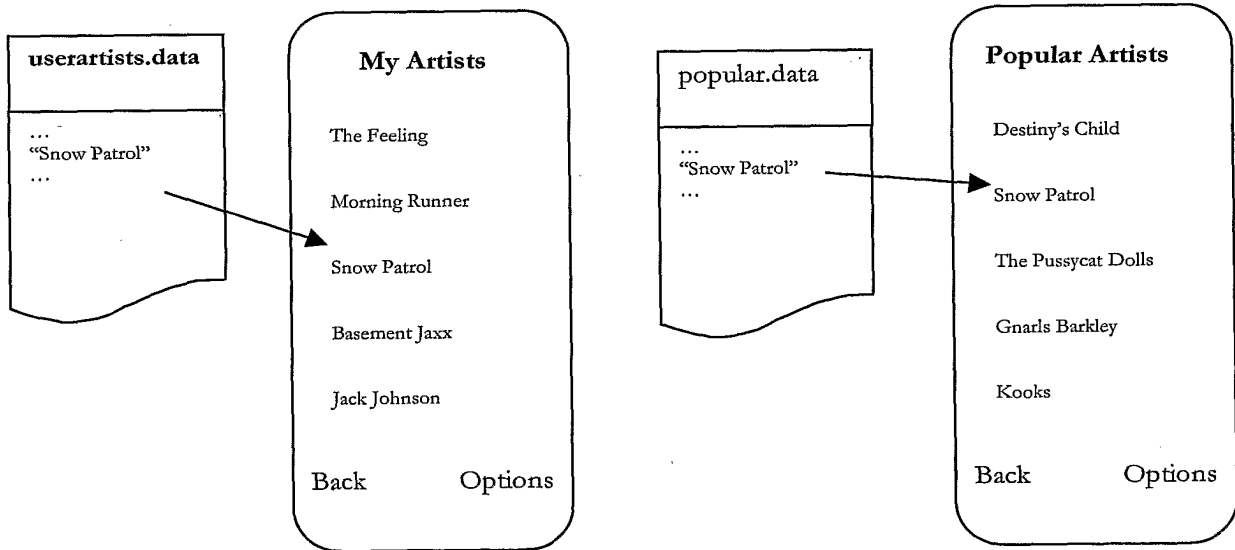 userartists.data
...
“Snow Patrol”
...
My Artists
The Feeling
Morning Runner
Snow Patrol
Basement Jaxx
Jack Johnson
Back Options
popular.data
...
“Snow Patrol”
...
Popular Artists
Destiny’s Child
Snow Patrol
The Pussycat Dolls
Gnarls Barkley
Kooks
Back Options